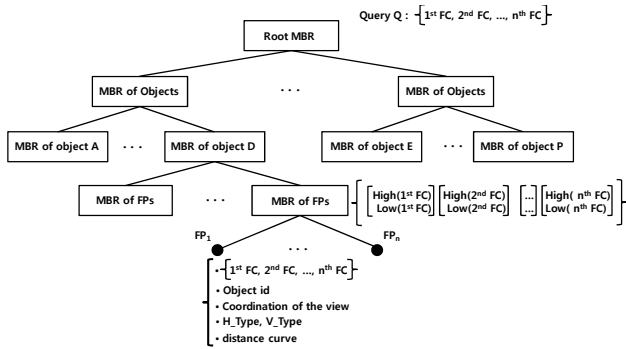 Query Q : {1st FC, 2nd FC, ..., nth FC}
Root MBR
MBR of Objects ... MBR of Objects
MBR of object A ... MBR of object D MBR of object E ... MBR of object P
MBR of FPs ... MBR of FPs
High(1st FC) High(2nd FC) ... High( nth FC)
Low(1st FC) Low(2nd FC) ... Low( nth FC)
FP1 ... FPn
• {1st FC, 2nd FC, ..., nth FC}
• Object id
• Coordination of the view
• H_Type, V_Type
• distance curve